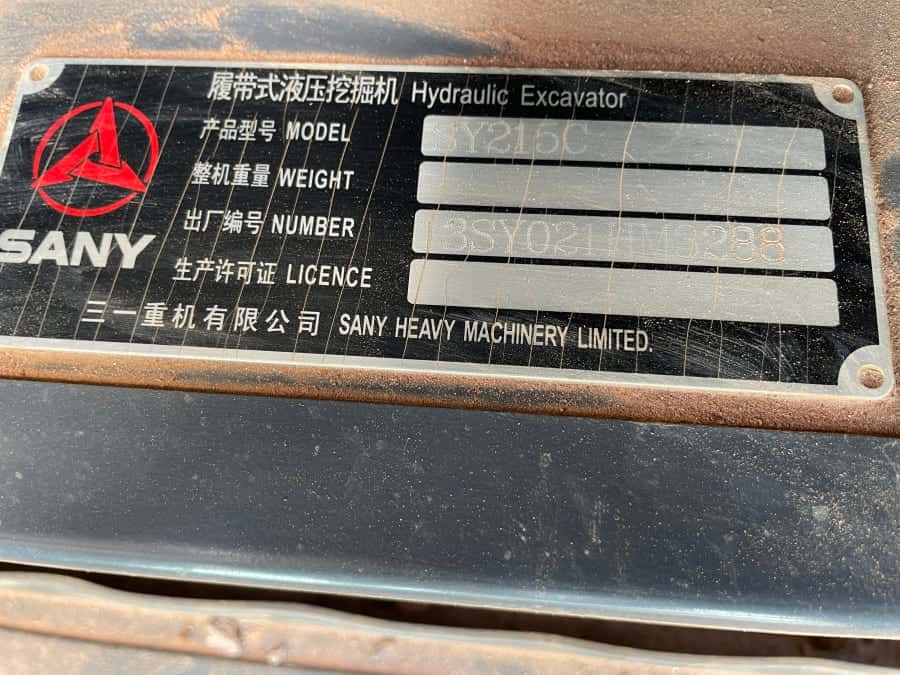 履带式液压挖掘机 Hydraulic Excavator
产品型号 MODEL SY215C
整机重量 WEIGHT
出厂编号 NUMBER
生产许可证 LICENCE
SANY
三一重机有限公司 SANY HEAVY MACHINERY LIMITED.